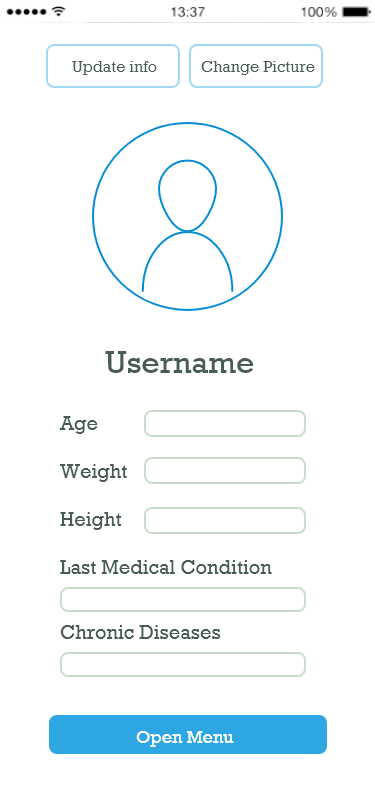 13:37 100%
Update info Change Picture
Username
Age
Weight
Height
Last Medical Condition
Chronic Diseases
Open Menu